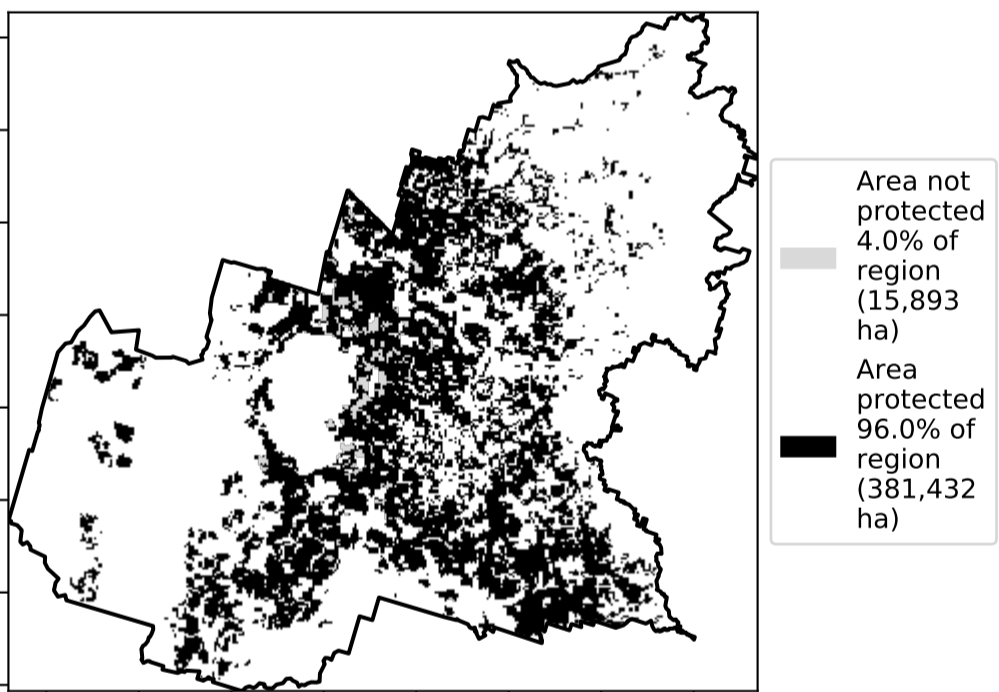 Area not
protected
4.0% of
region
(15,893
ha)
Area
protected
96.0% of
region
(381,432
ha)